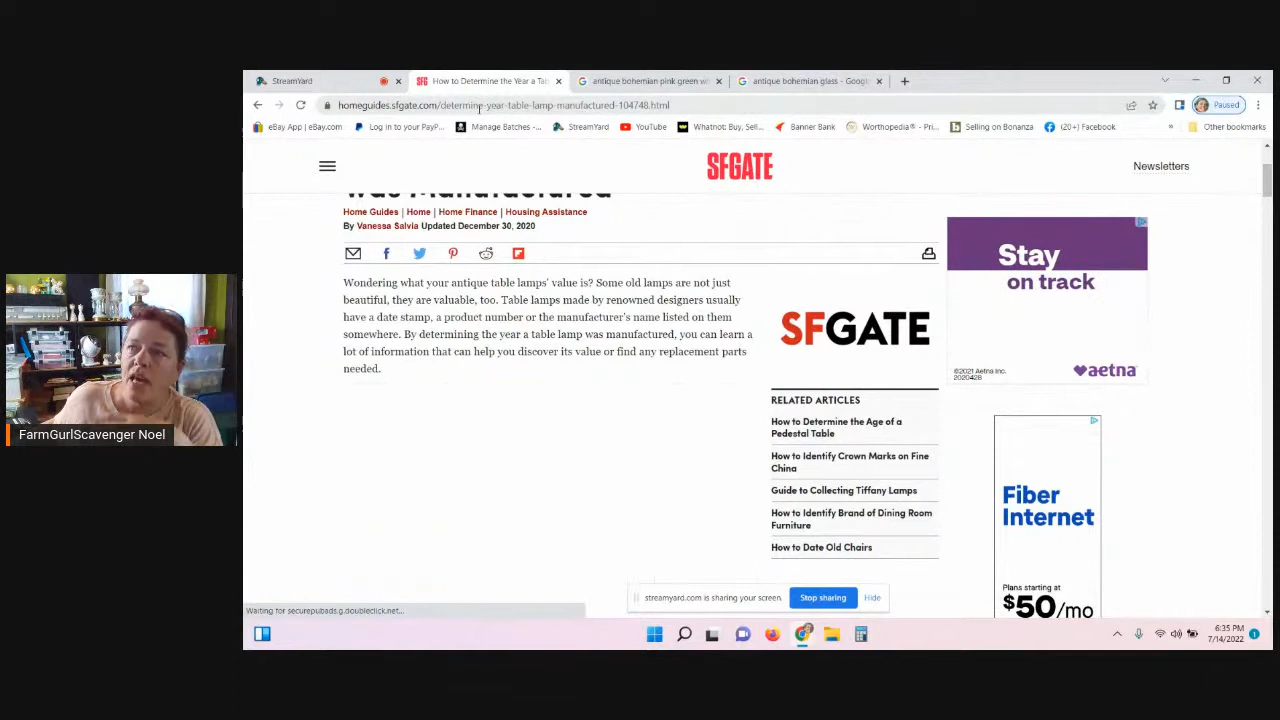 StreamYard
How to Determine the Year a Tab
antique bohemian pink green w
antique bohemian glass - Goog
homeguides.sfgate.com/determine-year-table-lamp-manufactured-104748.html
Paused
eBay App | eBay.com
Log in to your PayP...
Manage Batches -...
StreamYard
YouTube
Whatnot: Buy, Sell,...
Banner Bank
Worthopedia® - Pri...
Selling on Bonanza
(20+) Facebook
»
Other bookmarks
SFGATE
Newsletters
was Manufactured
Home Guides | Home | Home Finance | Housing Assistance
By Vanessa Salvia Updated December 30, 2020
Wondering what your antique table lamps' value is? Some old lamps are not just
beautiful, they are valuable, too. Table lamps made by renowned designers usually
have a date stamp, a product number or the manufacturer's name listed on them
somewhere. By determining the year a table lamp was manufactured, you can learn a
lot of information that can help you discover its value or find any replacement parts
needed.
SFGATE
RELATED ARTICLES
How to Determine the Age of a
Pedestal Table
How to Identify Crown Marks on Fine
China
Guide to Collecting Tiffany Lamps
How to Identify Brand of Dining Room
Furniture
How to Date Old Chairs
Stay
on track
©2021 Aetna Inc.
2020428
aetna
Fiber
Internet
Plans starting at
$50/mo
FarmGurlScavenger Noel
streamyard.com is sharing your screen.
Stop sharing
Hide
Waiting for securepubads.g.doubleclick.net...
6:35 PM
7/14/2022
1